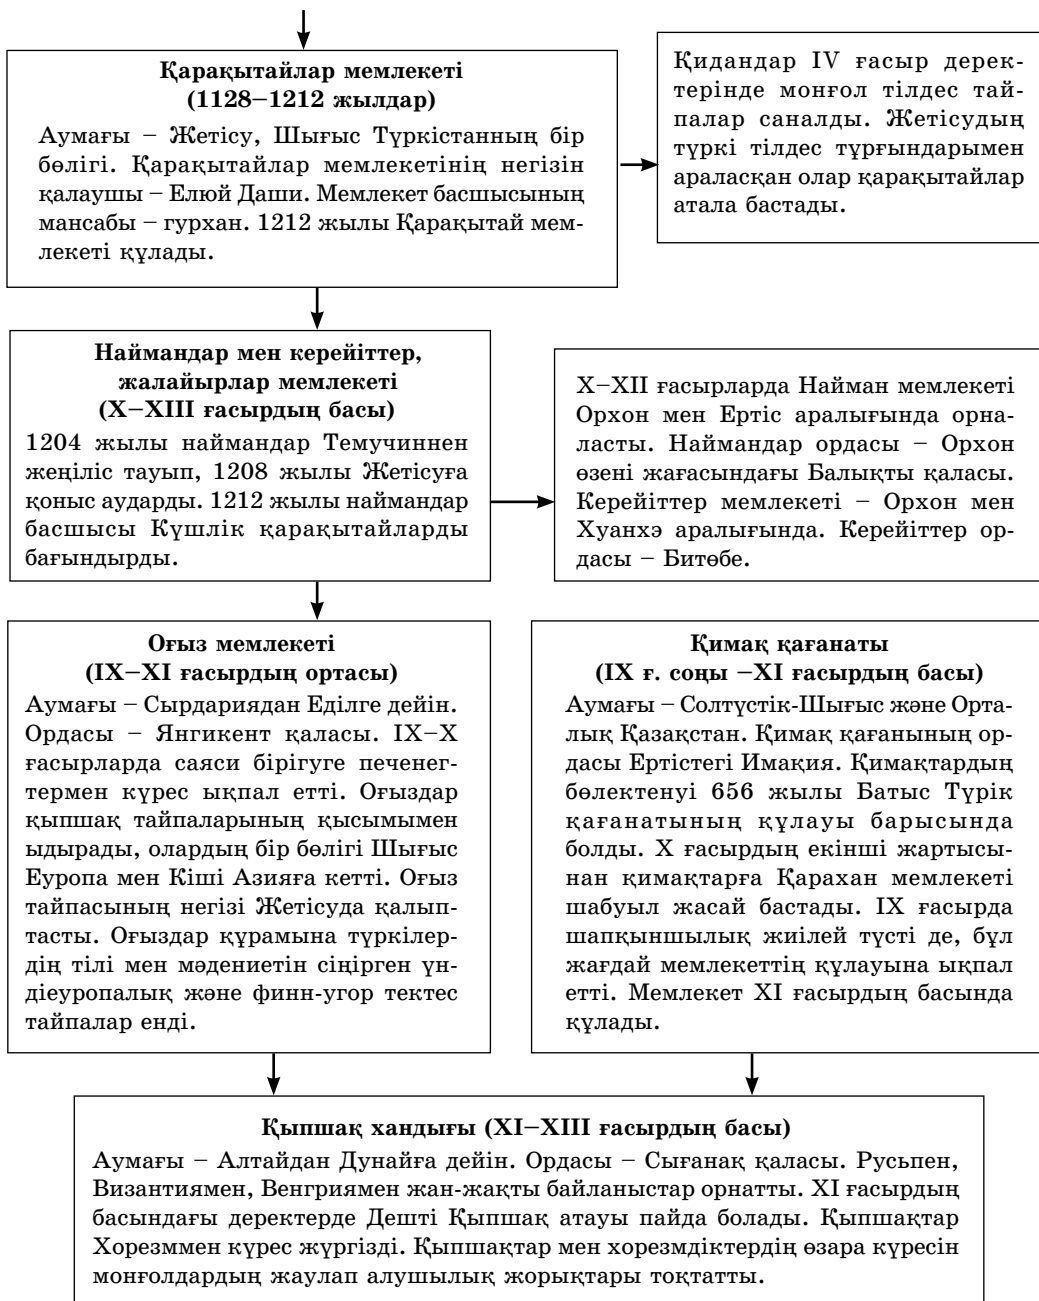 Қарақытайлар мемлекеті
(1128–1212 жылдар)
Аумағы – Жетісу, Шығыс Түркістанның бір
бөлігі. Қарақытайлар мемлекетінің негізін
қалаушы – Елюй Даши. Мемлекет басшысының
мансабы – гурхан. 1212 жылы Қарақытай мем-
лекеті құлады.
Қидандар IV ғасыр дерек-
терінде монғол тілдес тай-
палар саналды. Жетісудың
түркі тілдес тұрғындарымен
араласқан олар қарақытайлар
атала бастады.
Наймандар мен керейіттер,
жалайырлар мемлекеті
(X–XIII ғасырдың басы)
1204 жылы наймандар Темучиннен
жеңіліс тауып, 1208 жылы Жетісуға
қоныс аударды. 1212 жылы наймандар
басшысы Күшлік қарақытайларды
бағындырды.
X–XII ғасырларда Найман мемлекеті
Орхон мен Ертіс аралығында орна-
ласты. Наймандар ордасы – Орхон
өзені жағасындағы Балықты қаласы.
Керейіттер мемлекеті – Орхон мен
Хуанхэ аралығында. Керейіттер ор-
дасы – Битөбе.
Оғыз мемлекеті
(IX–XI ғасырдың ортасы)
Аумағы – Сырдариядан Еділге дейін.
Ордасы – Янгикент қаласы. IX–X
ғасырларда саяси бірігуге печенег-
термен күрес ықпал етті. Оғыздар
қыпшақ тайпаларының қысымымен
ыдырады, олардың бір бөлігі Шығыс
Еуропа мен Кіші Азияға кетті. Оғыз
тайпасының негізі Жетісуда қалып-
тасты. Оғыздар құрамына түркілер-
дің тілі мен мәдениетін сіңірген үн-
діеуропалық және финн-угор тектес
тайпалар енді.
Қимақ қағанаты
(IX ғ. соңы –XI ғасырдың басы)
Аумағы – Солтүстік-Шығыс және Орта-
лық Қазақстан. Қимақ қағанының ор-
дасы Ертістегі Имақия. Қимақтардың
бөлектенуі 656 жылы Батыс Түрік
қағанатының құлауы барысында
болды. X ғасырдың екінші жартысы-
нан қимақтарға Қарахан мемлекеті
шабуыл жасай бастады. IX ғасырда
шапқыншылық жиілей түсті де, бұл
жағдай мемлекеттің құлауына ықпал
етті. Мемлекет XI ғасырдың басында
құлады.
Қыпшақ хандығы (XI–XIII ғасырдың басы)
Аумағы – Алтайдан Дунайға дейін. Ордасы – Сығанақ қаласы. Русьпен,
Византиямен, Венгриямен жан-жақты байланыстар орнатты. XI ғасырдың
басындағы деректерде Дешті Қыпшақ атауы пайда болады. Қыпшақтар
Хорезммен күрес жүргізді. Қыпшақтар мен хорезмдіктердің өзара күресін
монғолдардың жаулап алушылық жорықтары тоқтатты.